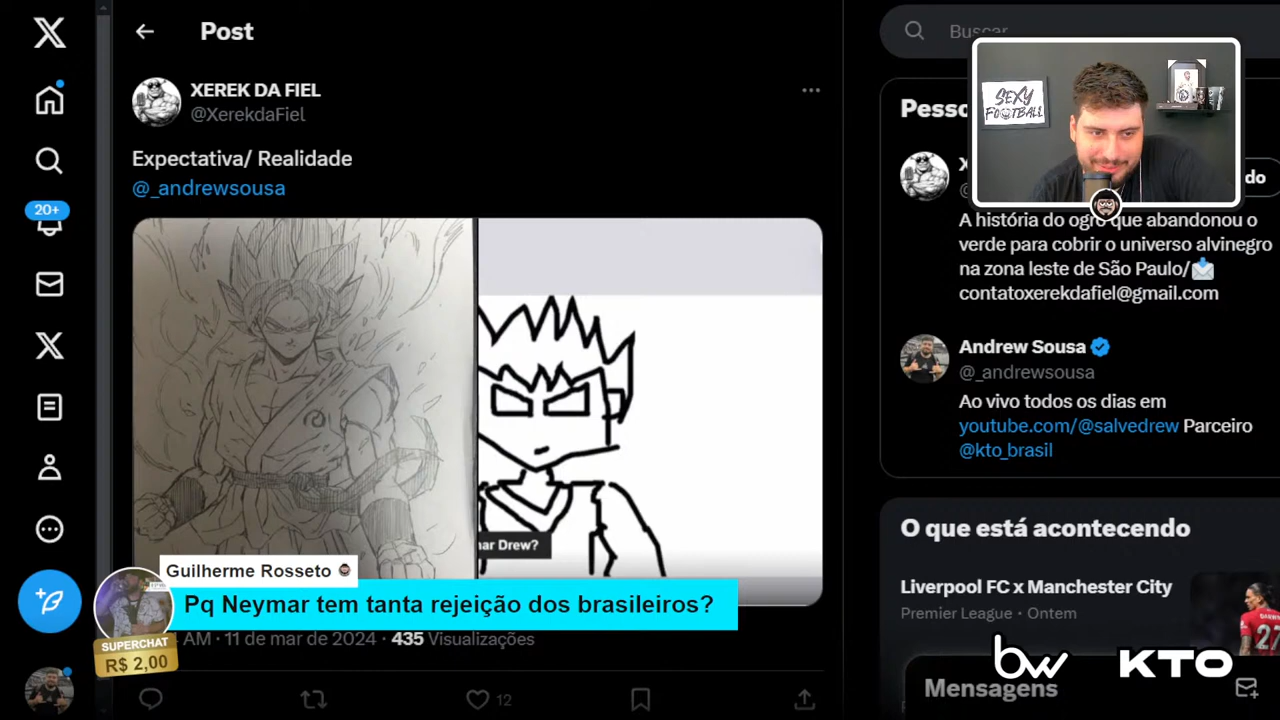 Post
Buscar
XEREK DA FIEL
@XerekdaFiel
Expectativa/ Realidade
@_andrewsousa
SEXY
FOOTBALL
do
A história do ogro que abandonou o
verde para cobrir o universo alvinegro
na zona leste de São Paulo/
contatoxerekdafiel@gmail.com
Andrew Sousa
@_andrewsousa
Ao vivo todos os dias em
youtube.com/@salvedrew Parceiro
@kto_brasil
20+
Drew?
O que está acontecendo
Liverpool FC x Manchester City
Premier League • Ontem
Guilherme Rosseto
Pq Neymar tem tanta rejeição dos brasileiros?
SUPERCHAT
R$ 2,00
AM · 11 de mar de 2024 · 435 Visualizações
12
bw KTO
Mensagens